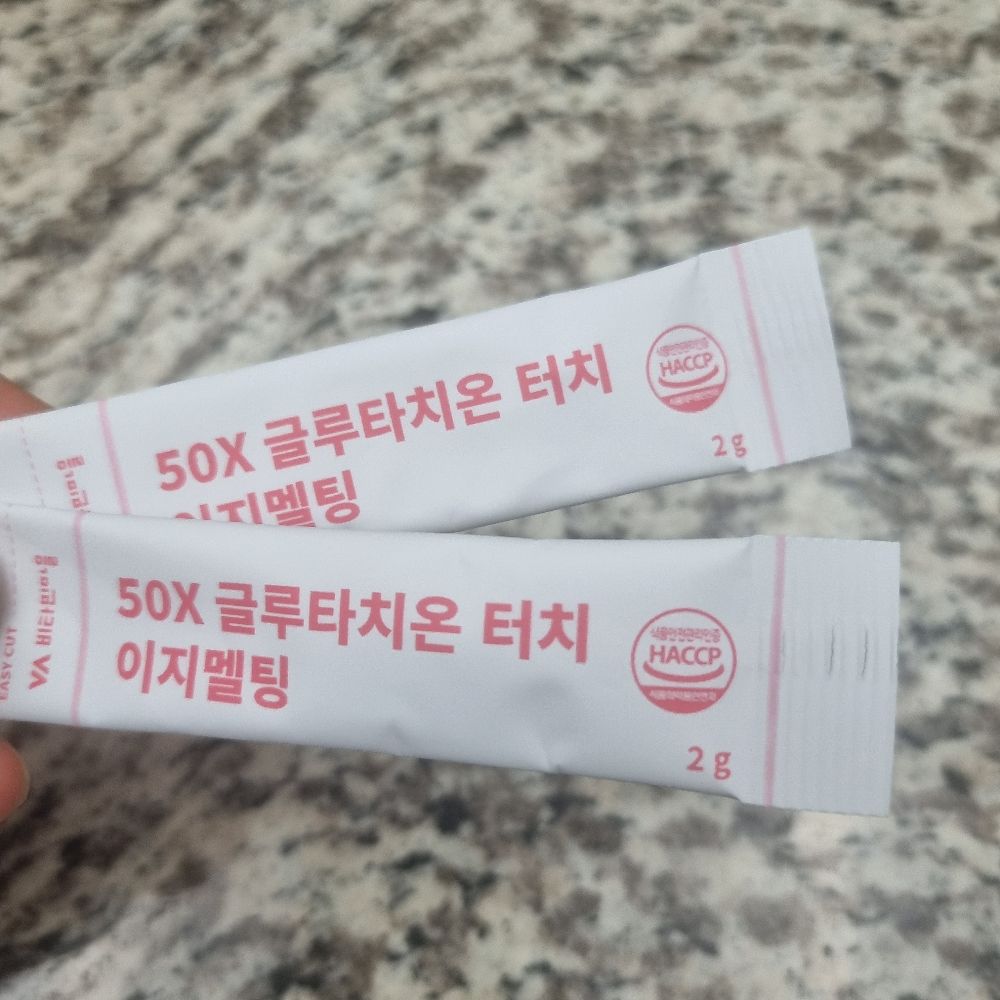 50X 글루타치온 터치
이지멜팅
HACCP
2 g
50X 글루타치온 터치
이지멜팅
식품안전관리인증
HACCP
2 g
EASY CUT
VA 비타민마을